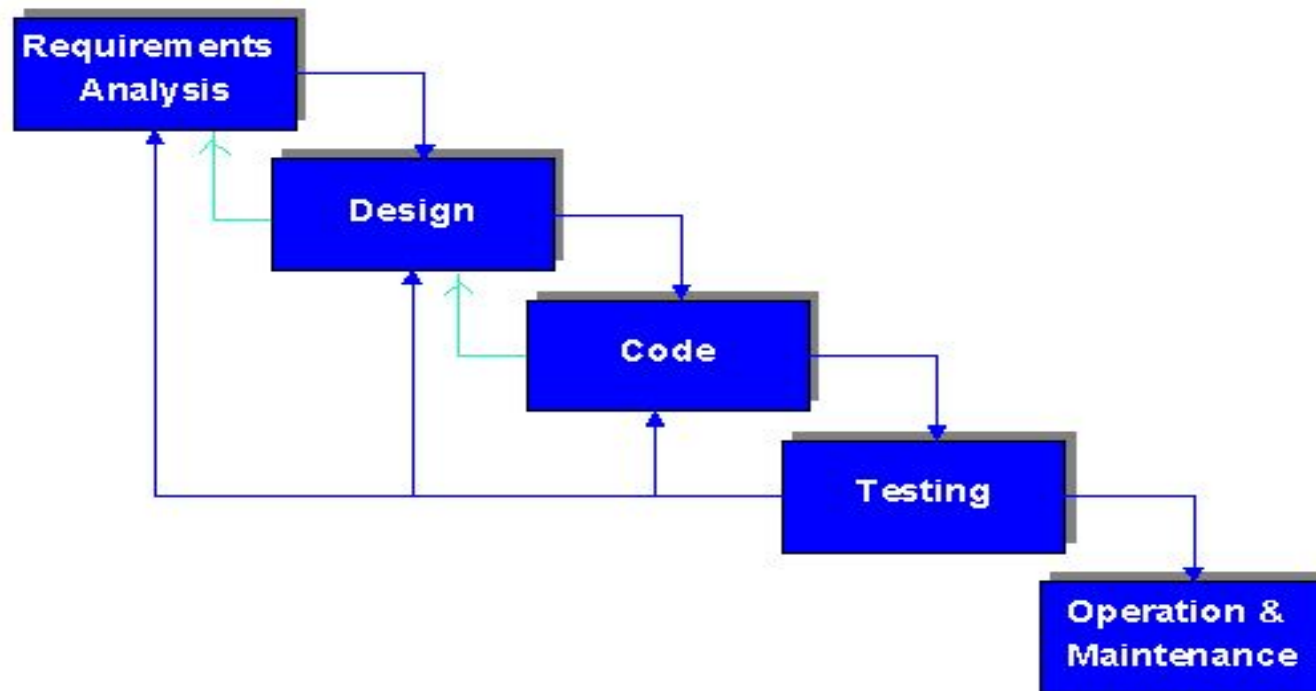 Requirements
Analysis
Design
Code
Testing
Operation &
Maintenance